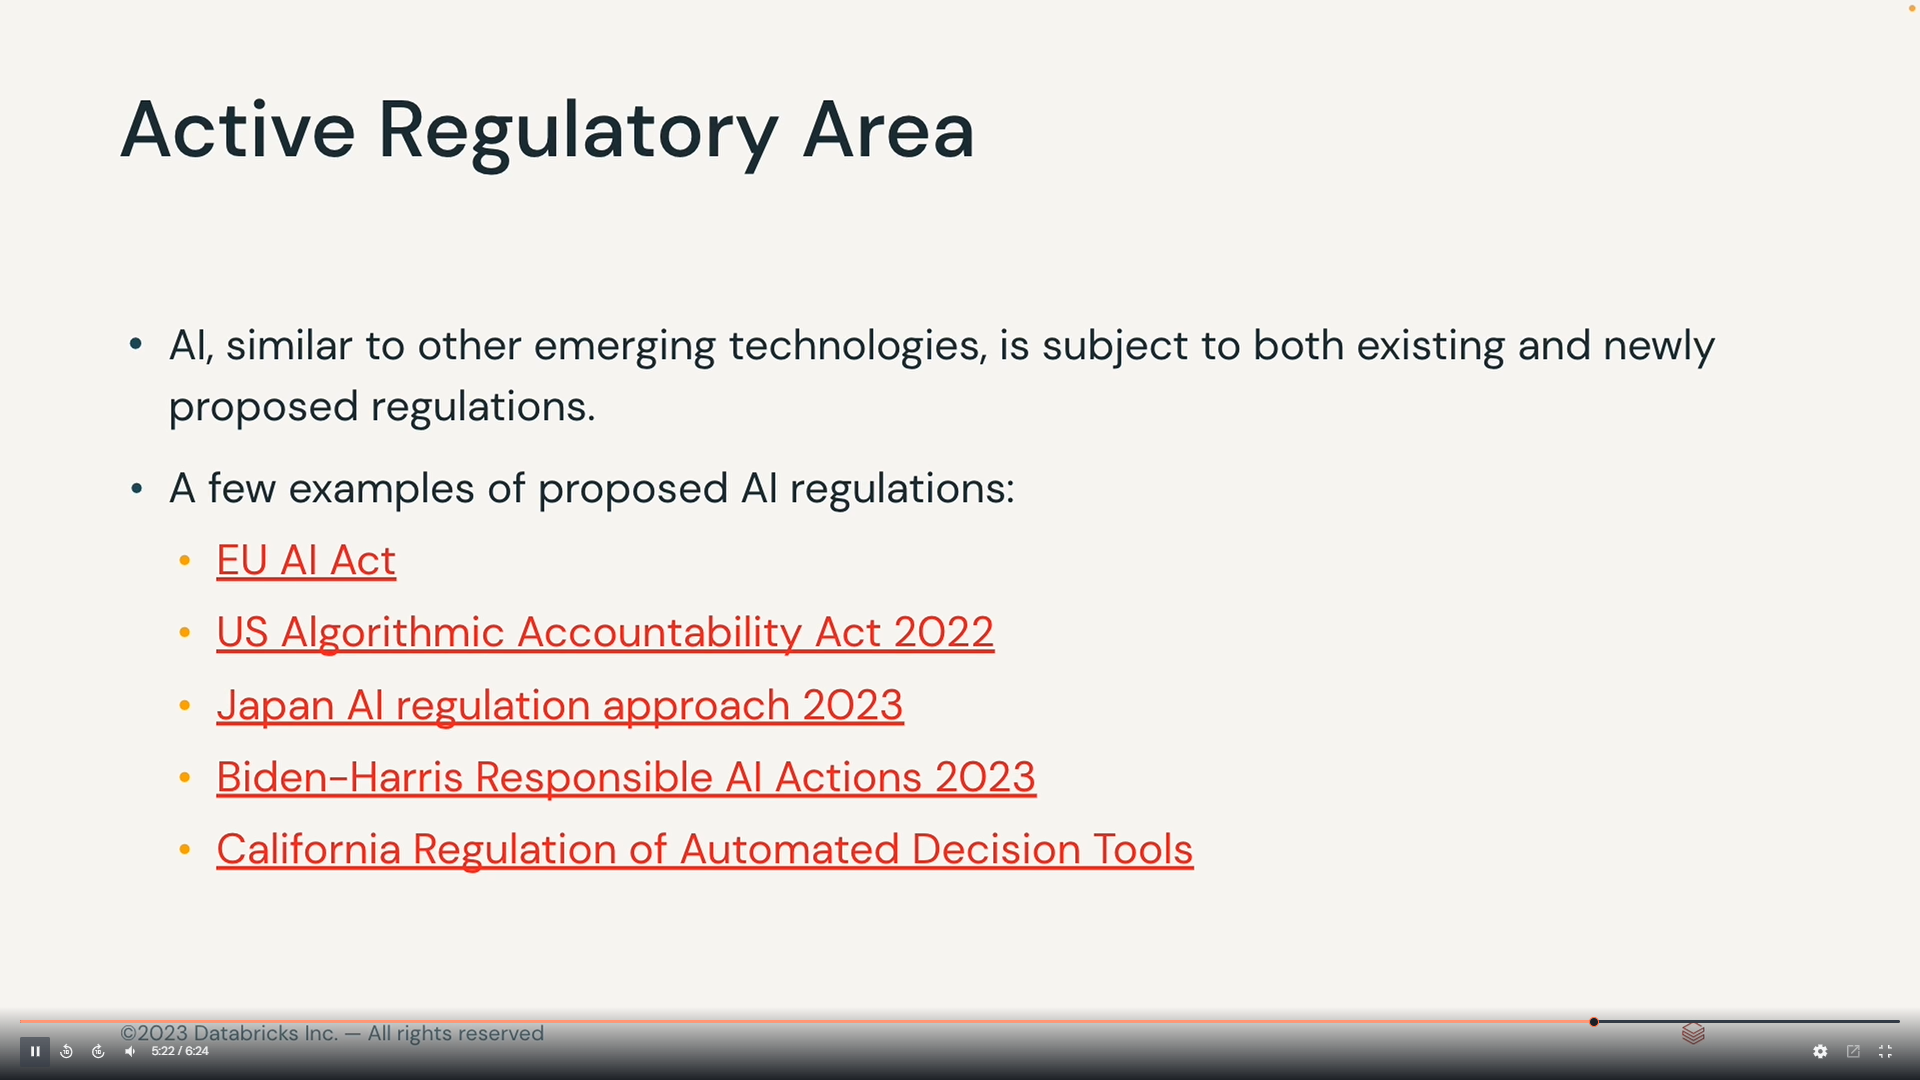 Active Regulatory Area
• AI, similar to other emerging technologies, is subject to both existing and newly
proposed regulations.
• A few examples of proposed AI regulations:
• EU AI Act
• US Algorithmic Accountability Act 2022
• Japan AI regulation approach 2023
• Biden-Harris Responsible AI Actions 2023
• California Regulation of Automated Decision Tools
©2023 Databricks Inc. — All rights reserved
5:22 / 6:24